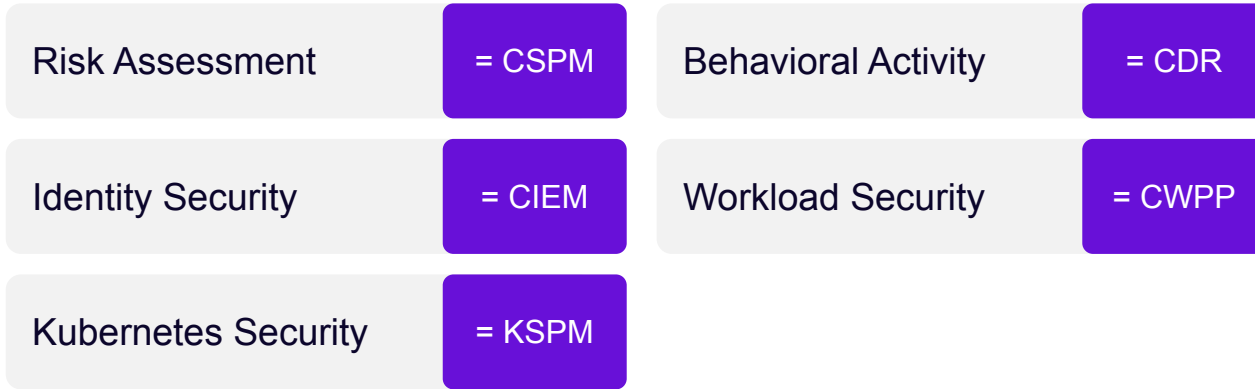 Risk Assessment = CSPM
Behavioral Activity = CDR
Identity Security = CIEM
Workload Security = CWPP
Kubernetes Security = KSPM